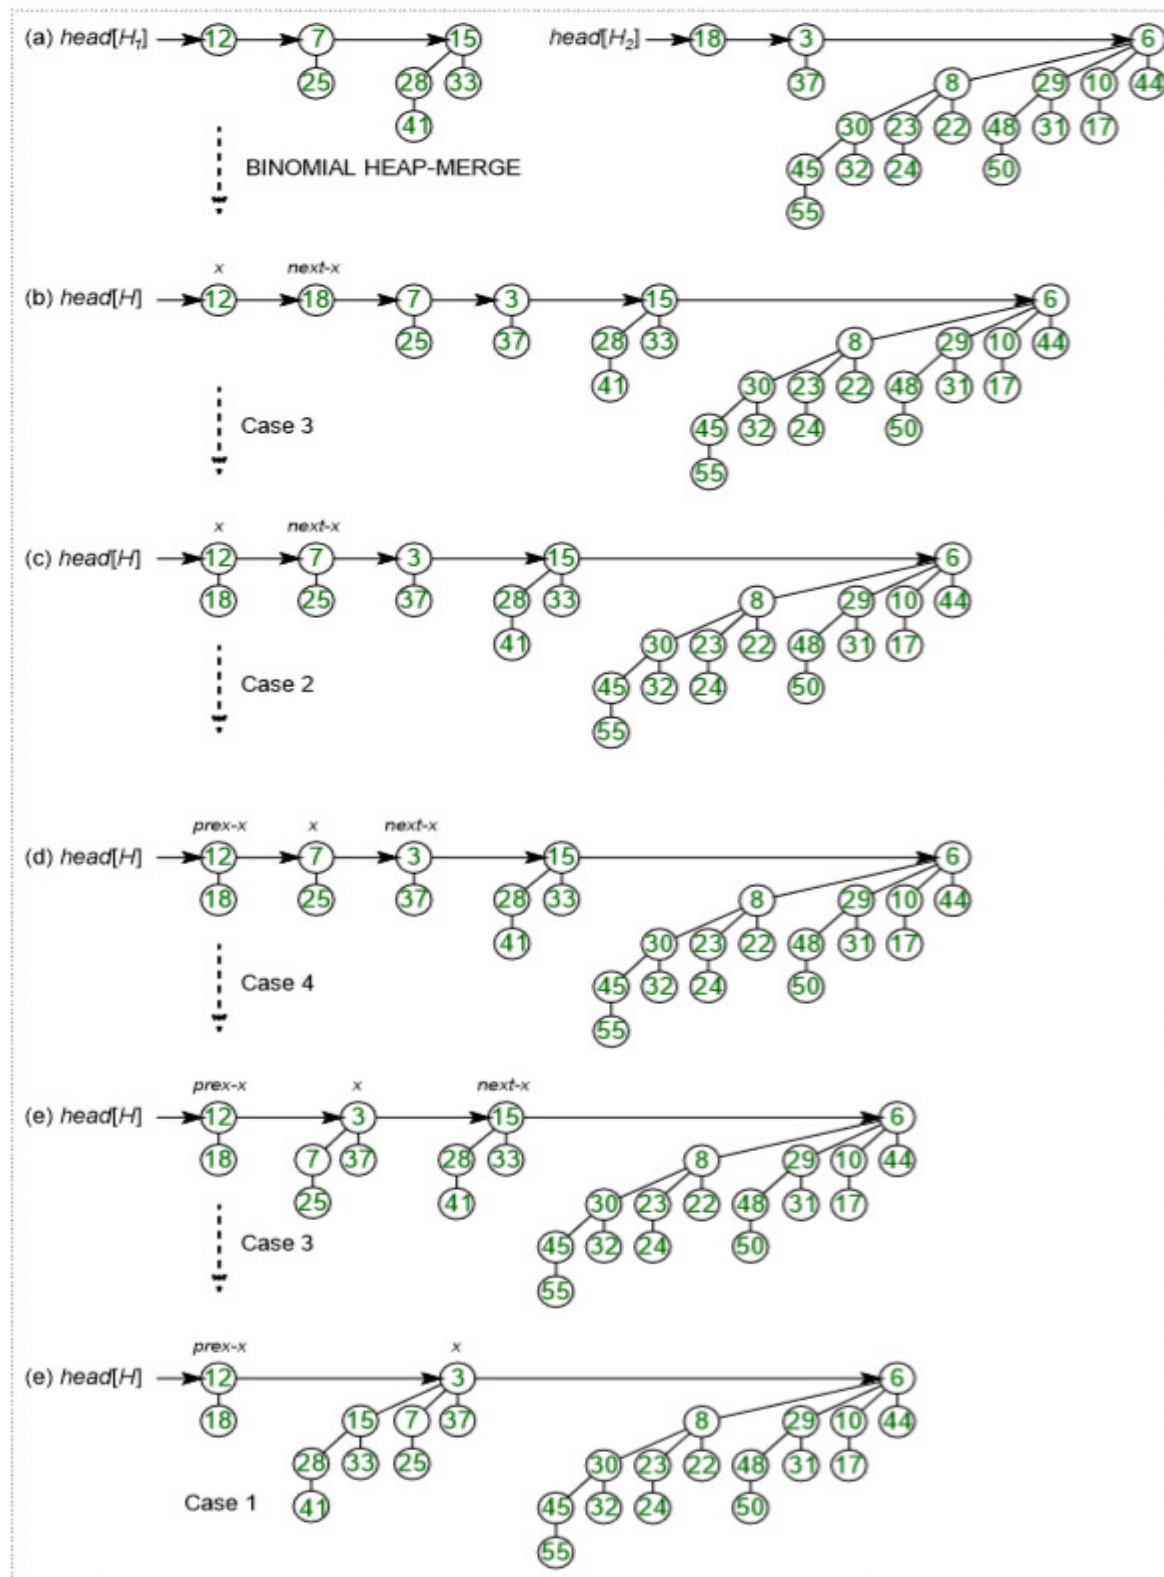 (a) head[H1] 12 7 15 head[H2] 18 3 6
25 28 33 37 8 29 10 44
41 30 23 22 48 31 17
BINOMIAL HEAP-MERGE 45 32 24 50
55
x next-x
(b) head[H] 12 18 7 3 15 6
25 37 28 33 8 29 10 44
41 30 23 22 48 31 17
Case 3 45 32 24 50
55
x next-x
(c) head[H] 12 7 3 15 6
18 25 37 28 33 8 29 10 44
41 30 23 22 48 31 17
Case 2 45 32 24 50
55
prex-x x next-x
(d) head[H] 12 7 3 15 6
18 25 37 28 33 8 29 10 44
41 30 23 22 48 31 17
Case 4 45 32 24 50
55
prex-x x next-x
(e) head[H] 12 3 15 6
18 7 37 28 33 8 29 10 44
25 41 30 23 22 48 31 17
Case 3 45 32 24 50
55
prex-x x
(e) head[H] 12 3 6
18 15 7 37 8 29 10 44
28 33 25 30 23 22 48 31 17
Case 1 41 45 32 24 50
55